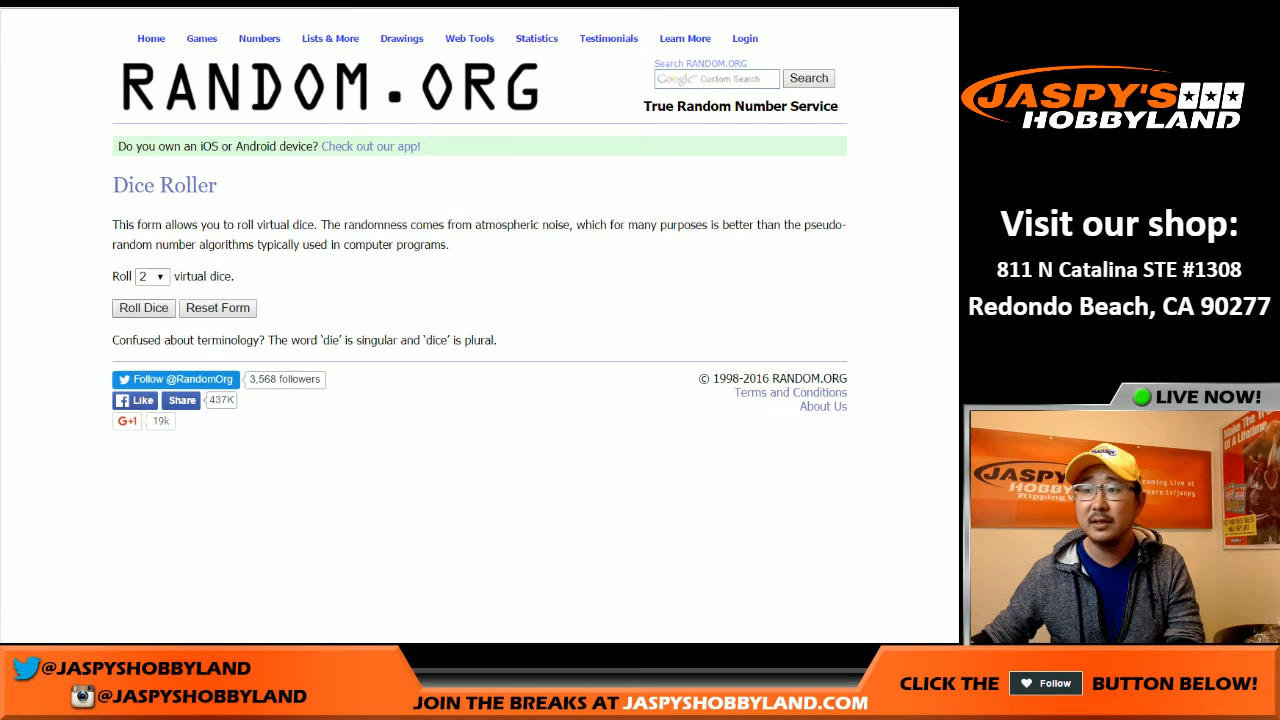 Home Games Numbers Lists & More Drawings Web Tools Statistics Testimonials Learn More Login
RANDOM.ORG
Search RANDOM.ORG
Google™ Custom Search Search
True Random Number Service
Do you own an iOS or Android device? Check out our app!
Dice Roller
This form allows you to roll virtual dice. The randomness comes from atmospheric noise, which for many purposes is better than the pseudo-
random number algorithms typically used in computer programs.
Roll 2 virtual dice.
Roll Dice Reset Form
Confused about terminology? The word 'die' is singular and 'dice' is plural.
Follow @RandomOrg 3,568 followers
Like Share 437K
G+1 19k
© 1998-2016 RANDOM.ORG
Terms and Conditions
About Us
JASPY'S
HOBBYLAND
Visit our shop:
811 N Catalina STE #1308
Redondo Beach, CA 90277
LIVE NOW!
JASPY
HOBBY
Make The
Of A Lifetime
@JASPYSHOBBYLAND
@JASPYSHOBBYLAND
JOIN THE BREAKS AT JASPYSHOBBYLAND.COM
CLICK THE Follow BUTTON BELOW!